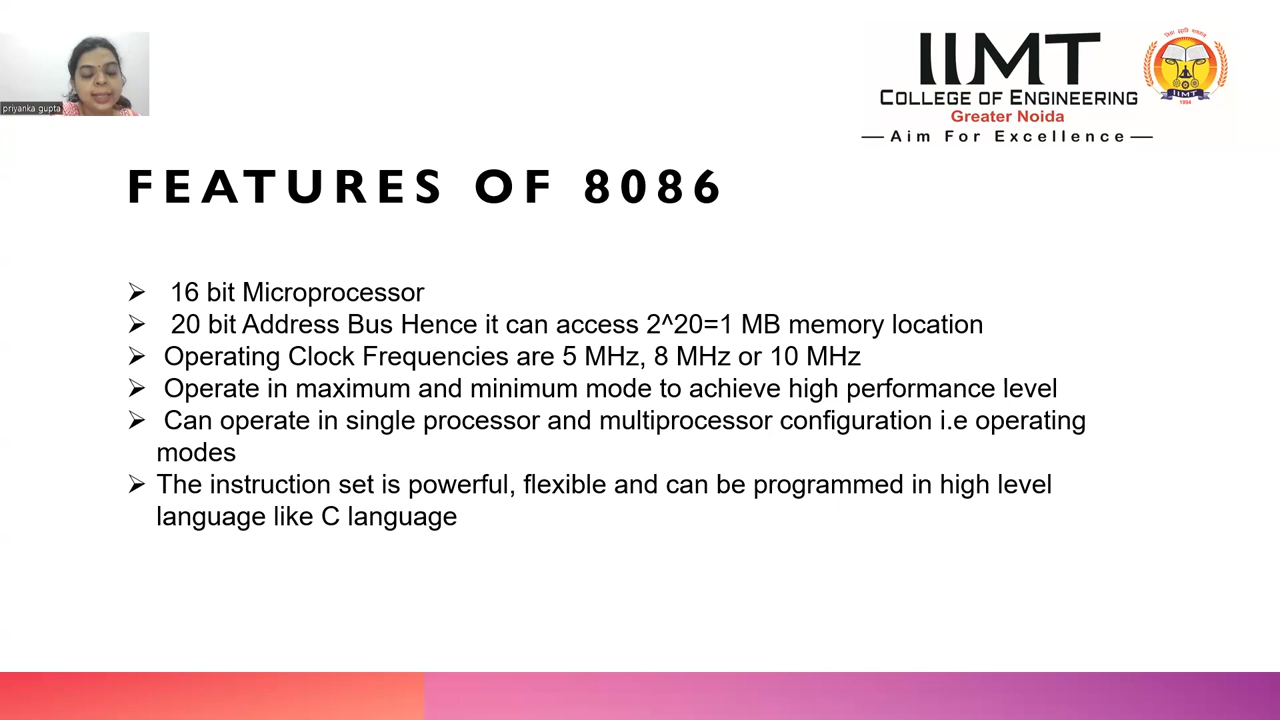 priyanka gupta
IIMT
COLLEGE OF ENGINEERING
Greater Noida
Aim For Excellence
IIMT
1994
FEATURES OF 8086
➢ 16 bit Microprocessor
➢ 20 bit Address Bus Hence it can access 2^20=1 MB memory location
➢ Operating Clock Frequencies are 5 MHz, 8 MHz or 10 MHz
➢ Operate in maximum and minimum mode to achieve high performance level
➢ Can operate in single processor and multiprocessor configuration i.e operating
modes
➢ The instruction set is powerful, flexible and can be programmed in high level
language like C language